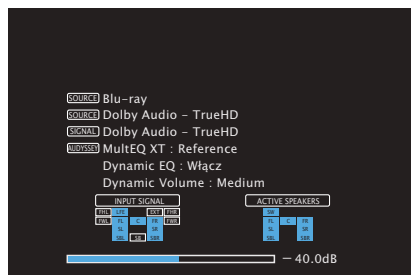 SOURCE Blu-ray
SOURCE Dolby Audio - TrueHD
SIGNAL Dolby Audio - TrueHD
AUDYSSEY MultEQ XT : Reference
Dynamic EQ : Włącz
Dynamic Volume : Medium
INPUT SIGNAL ACTIVE SPEAKERS
FHL LFE EXT FHR SW
FWL FL C FR FWR FL C FR
SL SR SL SR
SBL SB SBR SBL SBR
- 40.0dB